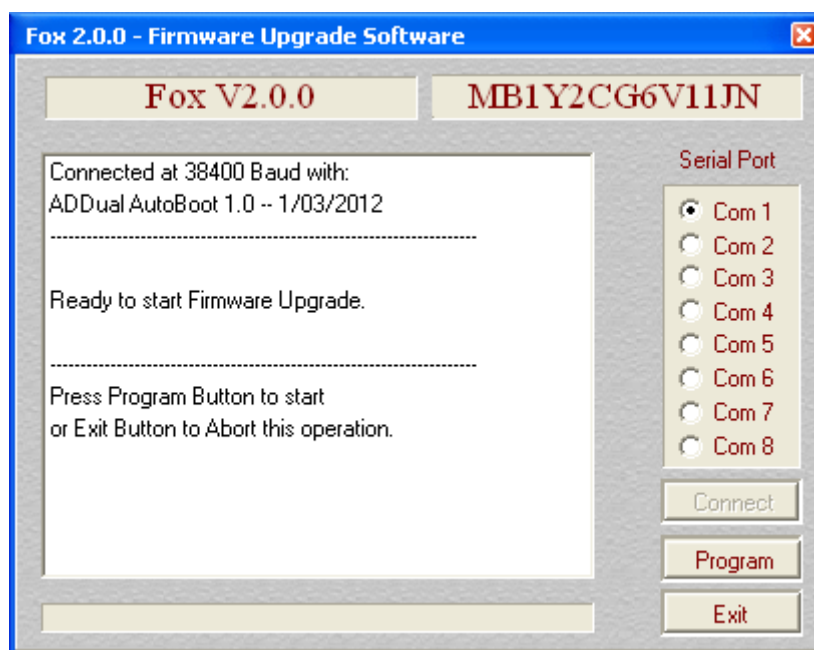 Fox 2.0.0 - Firmware Upgrade Software
Fox V2.0.0
MB1Y2CG6V11JN
Connected at 38400 Baud with:
ADDual AutoBoot 1.0 -- 1/03/2012
------------------------------------------------------------------------
Ready to start Firmware Upgrade.
------------------------------------------------------------------------
Press Program Button to start
or Exit Button to Abort this operation.
Serial Port
Com 1
Com 2
Com 3
Com 4
Com 5
Com 6
Com 7
Com 8
Connect
Program
Exit